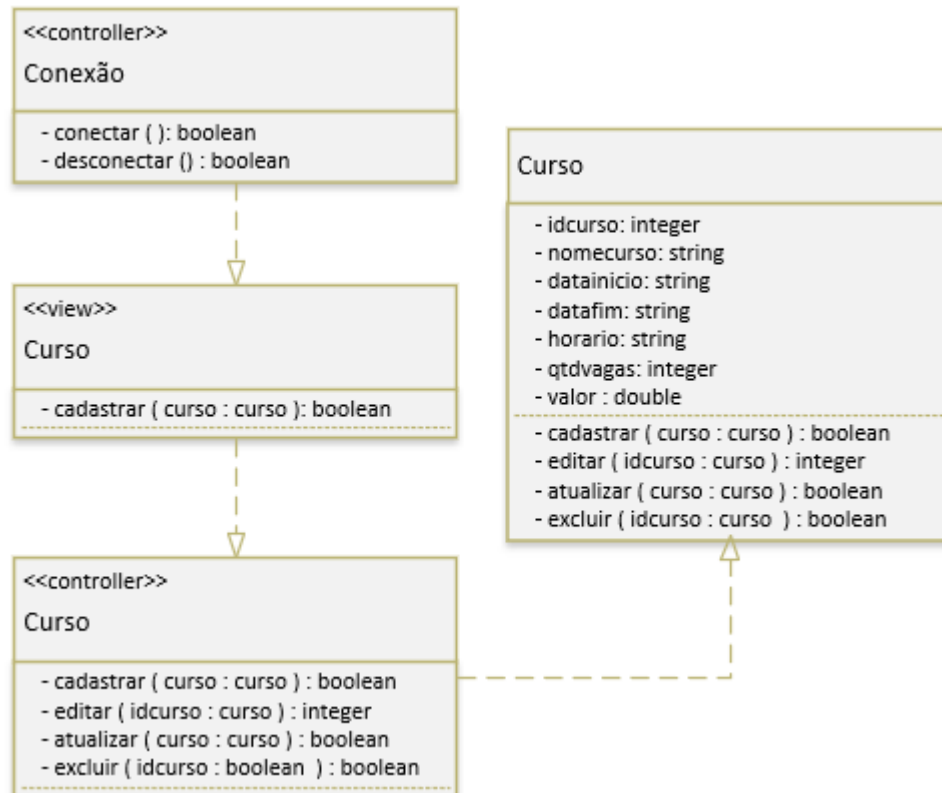 <<controller>>
Conexão
- conectar ( ): boolean
- desconectar () : boolean
<<view>>
Curso
- cadastrar ( curso : curso ): boolean
<<controller>>
Curso
- cadastrar ( curso : curso ) : boolean
- editar ( idcurso : curso ) : integer
- atualizar ( curso : curso ) : boolean
- excluir ( idcurso : boolean  ) : boolean
Curso
- idcurso: integer
- nomecurso: string
- datainicio: string
- datafim: string
- horario: string
- qtdvagas: integer
- valor : double
- cadastrar ( curso : curso ) : boolean
- editar ( idcurso : curso ) : integer
- atualizar ( curso : curso ) : boolean
- excluir ( idcurso : curso  ) : boolean